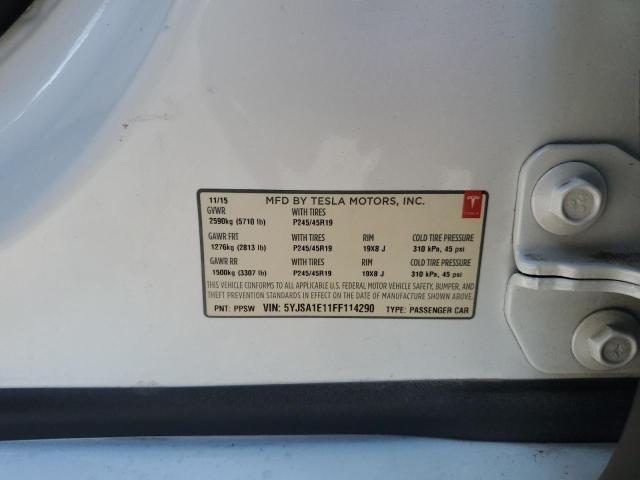 11/15 MFD BY TESLA MOTORS, INC.
GVWR WITH TIRES
2590kg (5710 lb) P245/45R19
TESLA
GAWR FRT WITH TIRES RIM COLD TIRE PRESSURE
1276kg (2813 lb) P245/45R19 19X8 J 310 kPa, 45 psi
GAWR RR WITH TIRES RIM COLD TIRE PRESSURE
1500kg (3307 lb) P245/45R19 19X8 J 310 kPa, 45 psi
THIS VEHICLE CONFORMS TO ALL APPLICABLE U.S. FEDERAL MOTOR VEHICLE SAFETY, BUMPER, AND
THEFT PREVENTION STANDARDS IN EFFECT ON THE DATE OF MANUFACTURE SHOWN ABOVE.
PNT: PPSW VIN: 5YJSA1E11FF114290 TYPE: PASSENGER CAR